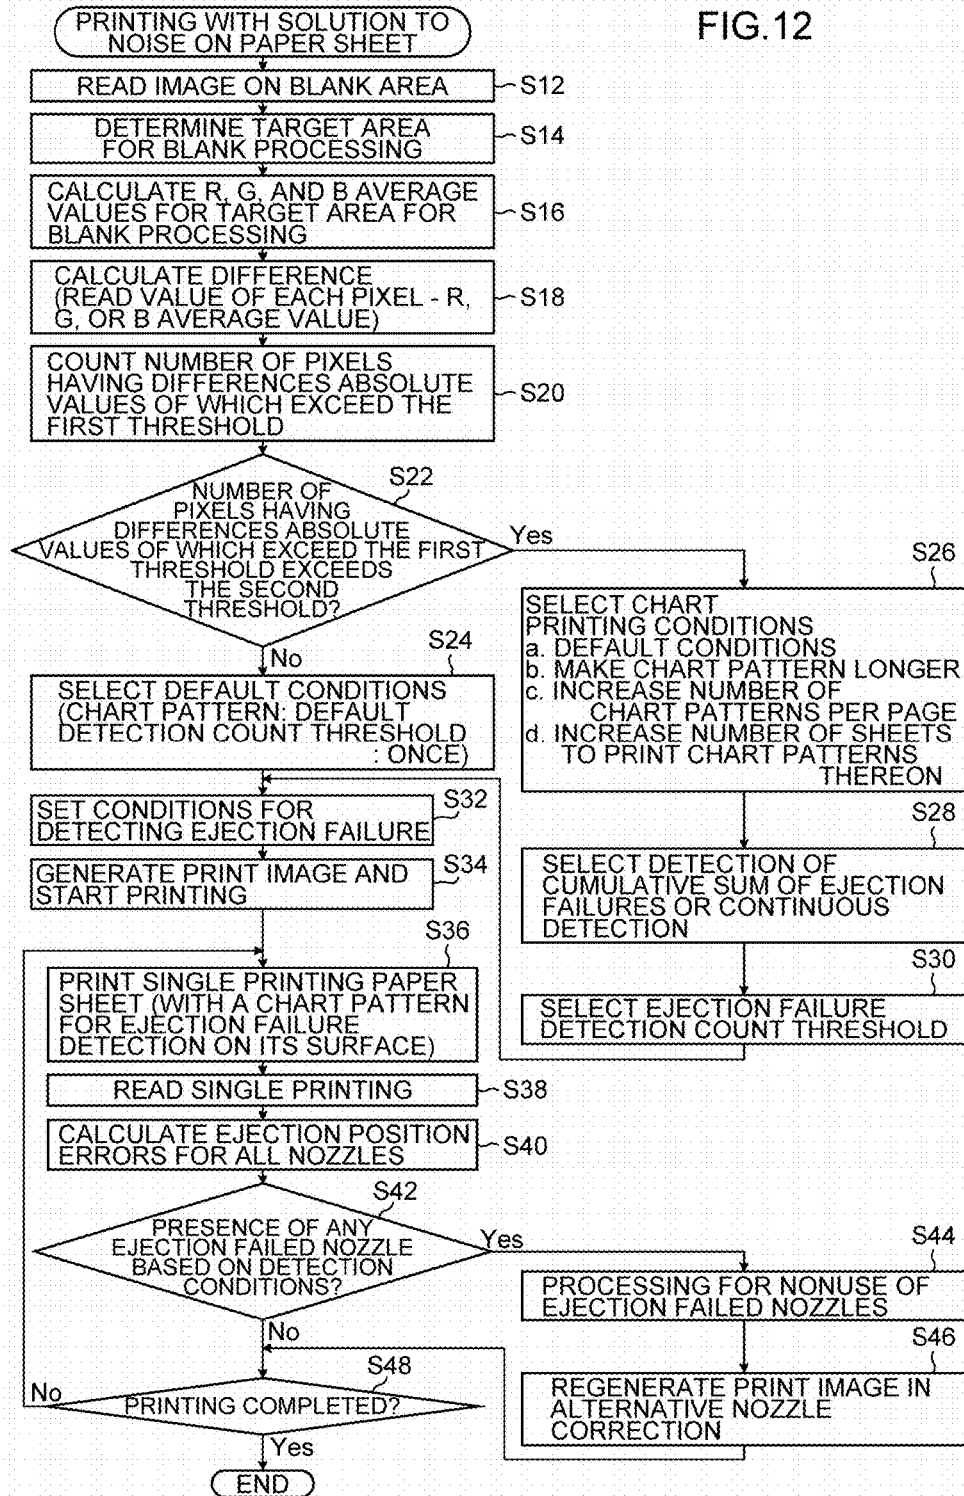 FIG.12
PRINTING WITH SOLUTION TO
NOISE ON PAPER SHEET
READ IMAGE ON BLANK AREA
S12
DETERMINE TARGET AREA
FOR BLANK PROCESSING
S14
CALCULATE R, G, AND B AVERAGE
VALUES FOR TARGET AREA FOR
BLANK PROCESSING
S16
CALCULATE DIFFERENCE
(READ VALUE OF EACH PIXEL - R,
G, OR B AVERAGE VALUE)
S18
COUNT NUMBER OF PIXELS
HAVING DIFFERENCES ABSOLUTE
VALUES OF WHICH EXCEED THE
FIRST THRESHOLD
S20
S22
NUMBER OF
PIXELS HAVING
DIFFERENCES ABSOLUTE
VALUES OF WHICH EXCEED THE FIRST
THRESHOLD EXCEEDS
THE SECOND
THRESHOLD?
Yes
No
S24
SELECT DEFAULT CONDITIONS
(CHART PATTERN: DEFAULT
DETECTION COUNT THRESHOLD
: ONCE)
S26
SELECT CHART
PRINTING CONDITIONS
a. DEFAULT CONDITIONS
b. MAKE CHART PATTERN LONGER
c. INCREASE NUMBER OF
CHART PATTERNS PER PAGE
d. INCREASE NUMBER OF SHEETS
TO PRINT CHART PATTERNS
THEREON
S28
SELECT DETECTION OF
CUMULATIVE SUM OF EJECTION
FAILURES OR CONTINUOUS
DETECTION
S30
SELECT EJECTION FAILURE
DETECTION COUNT THRESHOLD
SET CONDITIONS FOR
DETECTING EJECTION FAILURE
S32
GENERATE PRINT IMAGE AND
START PRINTING
S34
S36
PRINT SINGLE PRINTING PAPER
SHEET (WITH A CHART PATTERN
FOR EJECTION FAILURE
DETECTION ON ITS SURFACE)
READ SINGLE PRINTING
S38
CALCULATE EJECTION POSITION
ERRORS FOR ALL NOZZLES
S40
S42
PRESENCE OF ANY
EJECTION FAILED NOZZLE
BASED ON DETECTION
CONDITIONS?
Yes
No
S44
PROCESSING FOR NONUSE OF
EJECTION FAILED NOZZLES
S46
REGENERATE PRINT IMAGE IN
ALTERNATIVE NOZZLE
CORRECTION
S48
No
PRINTING COMPLETED?
Yes
END